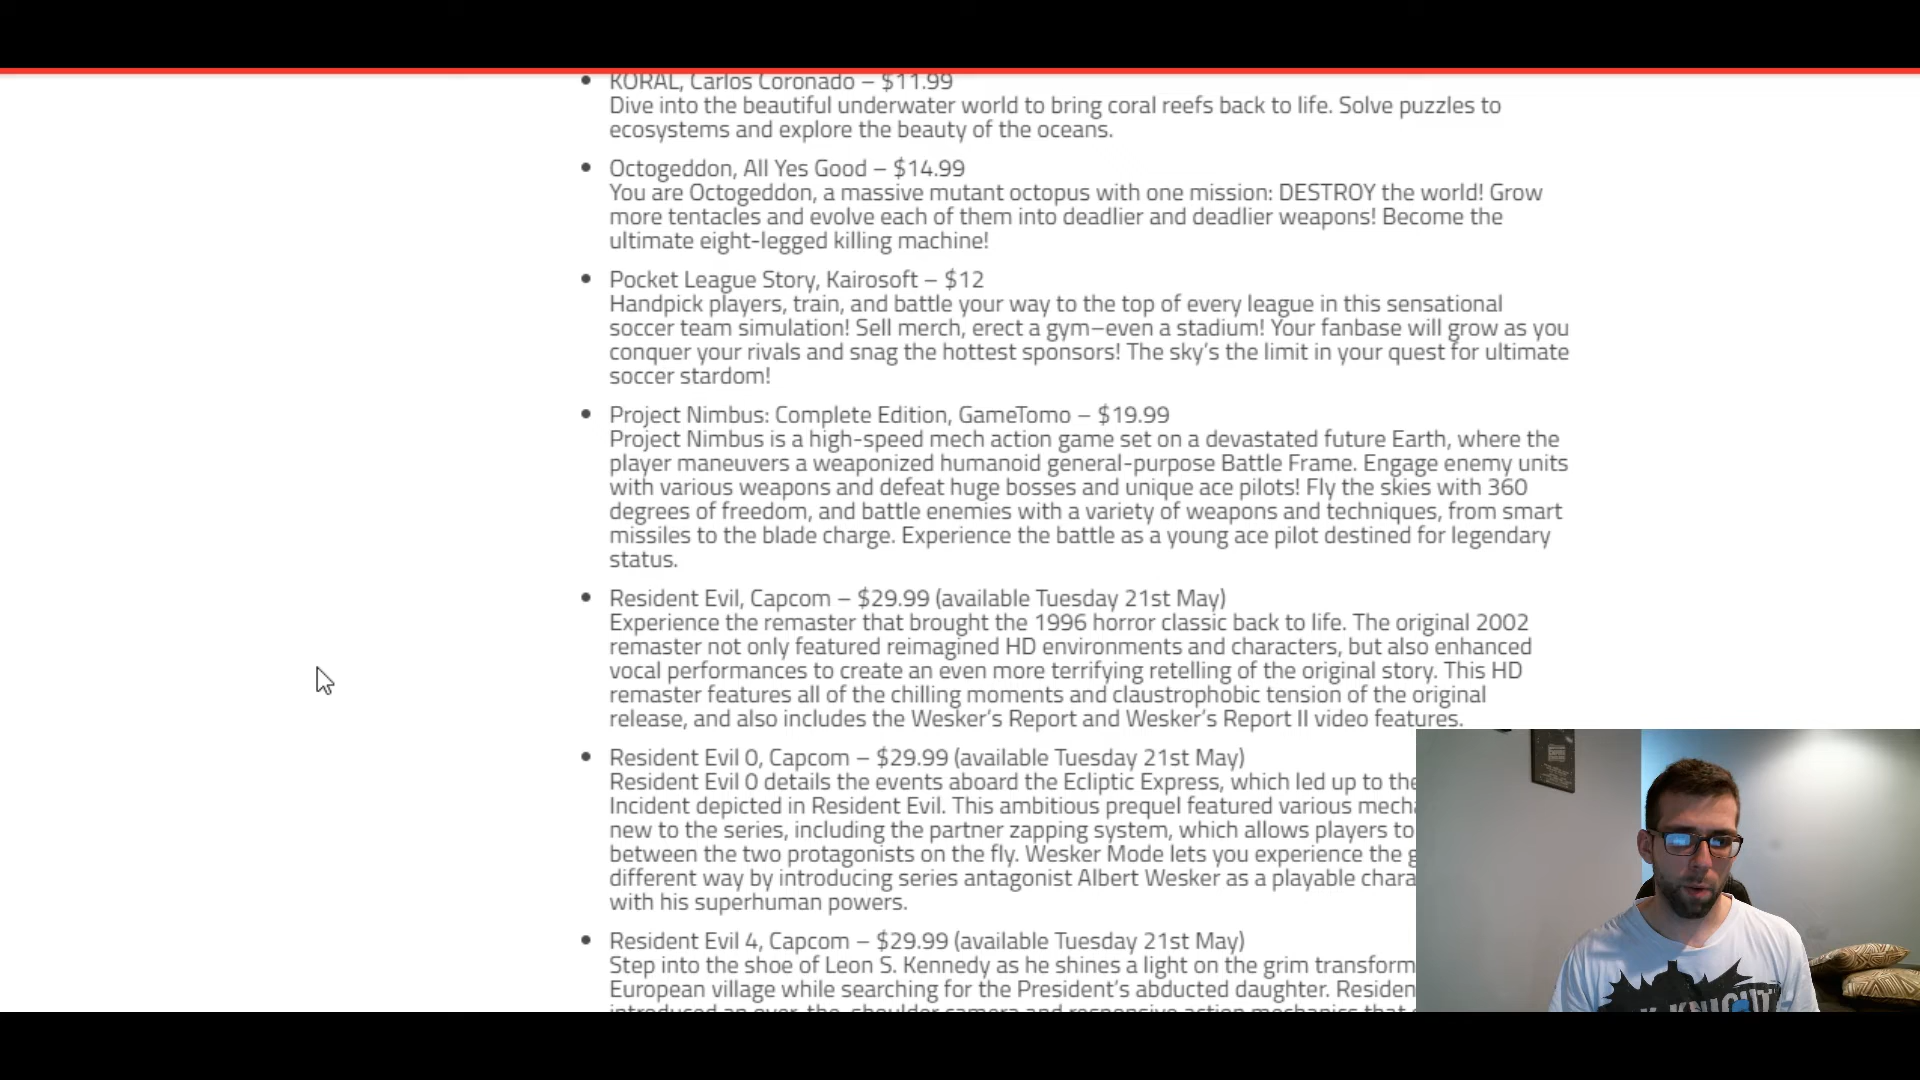 KORAL, Carlos Coronado – $11.99
Dive into the beautiful underwater world to bring coral reefs back to life. Solve puzzles to
ecosystems and explore the beauty of the oceans.
Octogeddon, All Yes Good – $14.99
You are Octogeddon, a massive mutant octopus with one mission: DESTROY the world! Grow
more tentacles and evolve each of them into deadlier and deadlier weapons! Become the
ultimate eight-legged killing machine!
Pocket League Story, Kairosoft – $12
Handpick players, train, and battle your way to the top of every league in this sensational
soccer team simulation! Sell merch, erect a gym–even a stadium! Your fanbase will grow as you
conquer your rivals and snag the hottest sponsors! The sky’s the limit in your quest for ultimate
soccer stardom!
Project Nimbus: Complete Edition, GameTomo – $19.99
Project Nimbus is a high-speed mech action game set on a devastated future Earth, where the
player maneuvers a weaponized humanoid general-purpose Battle Frame. Engage enemy units
with various weapons and defeat huge bosses and unique ace pilots! Fly the skies with 360
degrees of freedom, and battle enemies with a variety of weapons and techniques, from smart
missiles to the blade charge. Experience the battle as a young ace pilot destined for legendary
status.
Resident Evil, Capcom – $29.99 (available Tuesday 21st May)
Experience the remaster that brought the 1996 horror classic back to life. The original 2002
remaster not only featured reimagined HD environments and characters, but also enhanced
vocal performances to create an even more terrifying retelling of the original story. This HD
remaster features all of the chilling moments and claustrophobic tension of the original
release, and also includes the Wesker’s Report and Wesker’s Report II video features.
Resident Evil 0, Capcom – $29.99 (available Tuesday 21st May)
Resident Evil 0 details the events aboard the Ecliptic Express, which led up to the
Incident depicted in Resident Evil. This ambitious prequel featured various
new to the series, including the partner zapping system, which allows players to
between the two protagonists on the fly. Wesker Mode lets you experience the
different way by introducing series antagonist Albert Wesker as a playable
with his superhuman powers.
Resident Evil 4, Capcom – $29.99 (available Tuesday 21st May)
Step into the shoe of Leon S. Kennedy as he shines a light on the grim
European village while searching for the President’s abducted daughter.
introduced an over-the-shoulder camera and responsive action mechanics that
KNIGHT